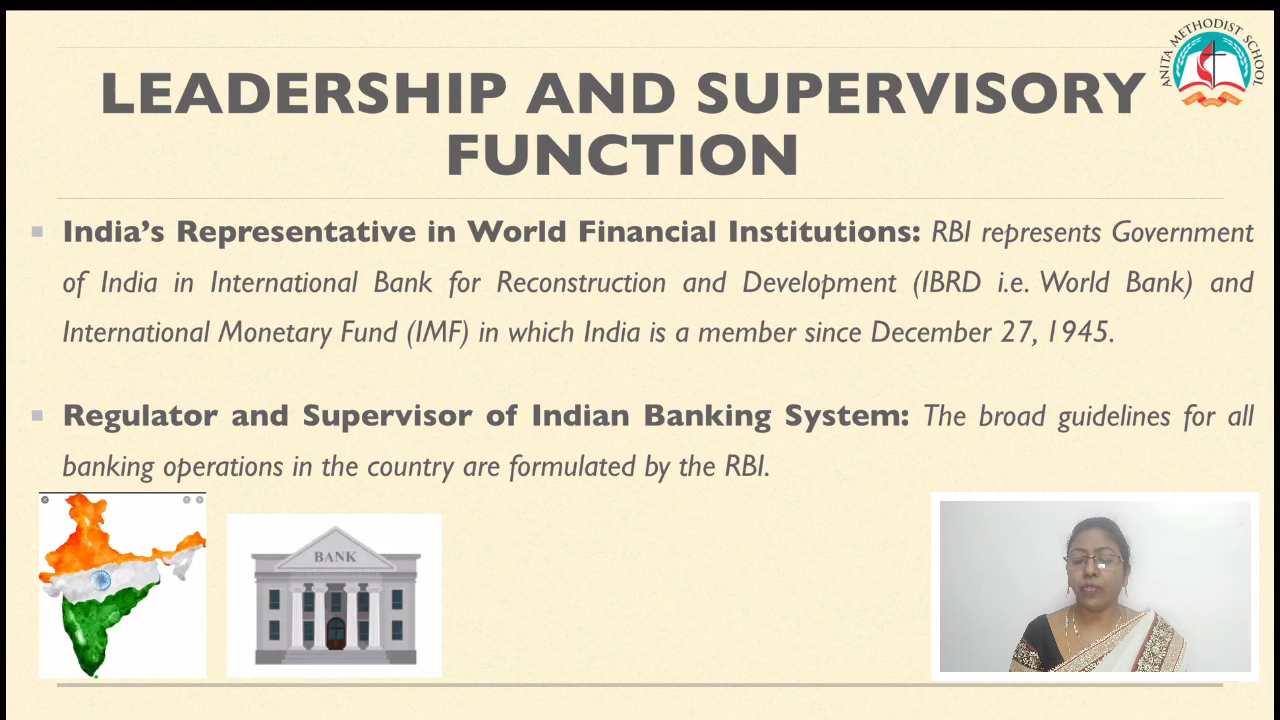 ANITA METHODIST SCHOOL
LEADERSHIP AND SUPERVISORY
FUNCTION
India’s Representative in World Financial Institutions: RBI represents Government
of India in International Bank for Reconstruction and Development (IBRD i.e. World Bank) and
International Monetary Fund (IMF) in which India is a member since December 27, 1945.
Regulator and Supervisor of Indian Banking System: The broad guidelines for all
banking operations in the country are formulated by the RBI.
BANK